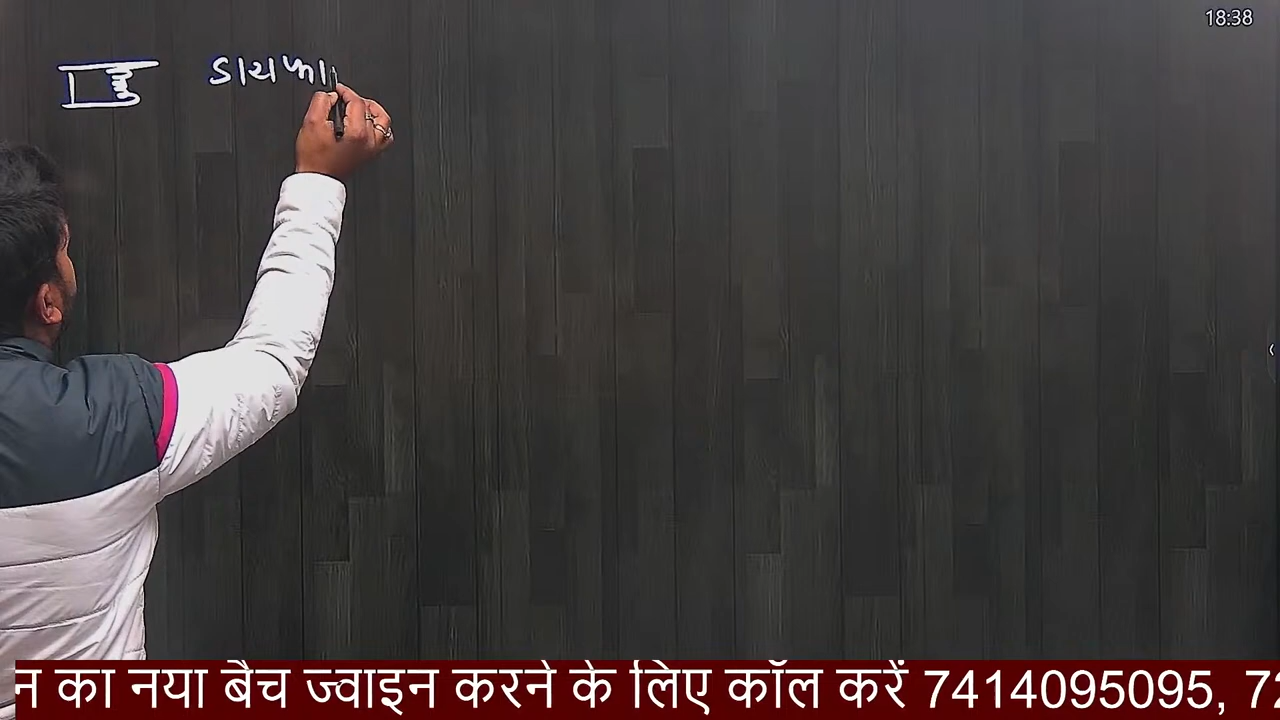 18:38
डायफा
न का नया बैच ज्वाइन करने के लिए कॉल करें 7414095095, 72